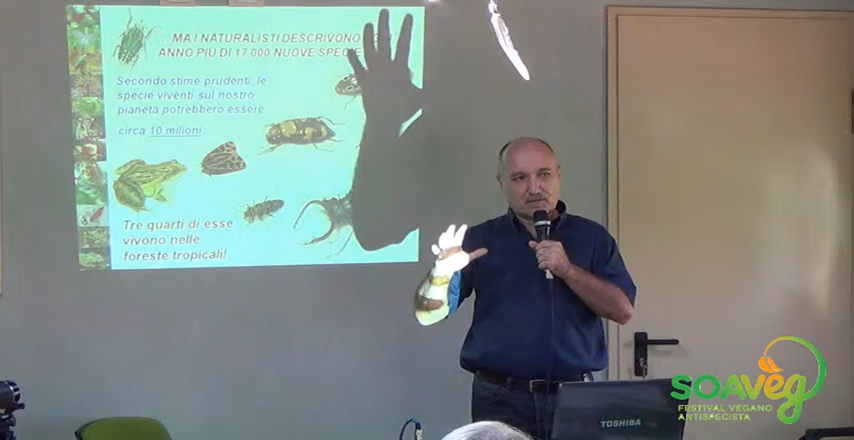 ...MA I NATURALISTI DESCRIVONO
ANNO PIÙ DI 17.000 NUOVE SPECIE
Secondo stime prudenti, le
specie viventi sul nostro
pianeta potrebbero essere
circa 10 milioni
Tre quarti di esse
vivono nelle
foreste tropicali!
TOSHIBA
SOAVEG
FESTIVAL VEGANO
ANTISPECISTA